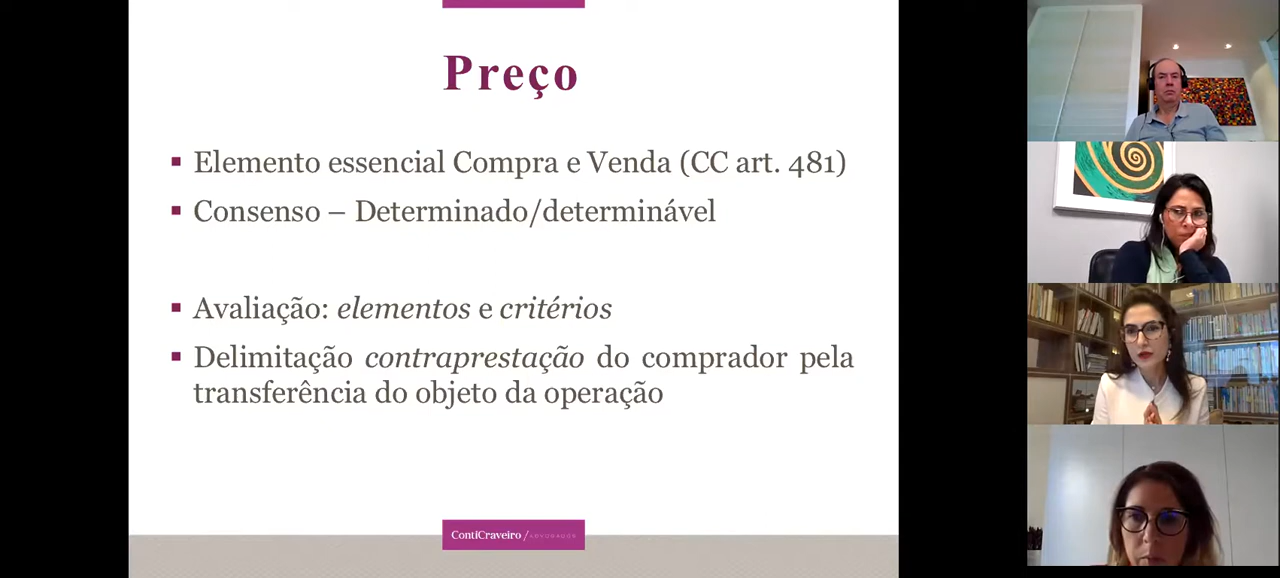 Preço
▪ Elemento essencial Compra e Venda (CC art. 481)
▪ Consenso – Determinado/determinável
▪ Avaliação: elementos e critérios
▪ Delimitação contraprestação do comprador pela
transferência do objeto da operação
ContiCraveiro / ADVOGADOS